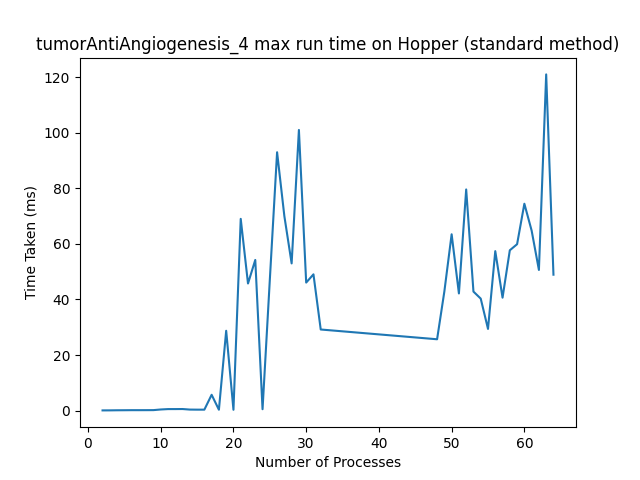 tumorAntiAngiogenesis_4 max run time on Hopper (standard method)
120
100
80
60
40
20
0
Time Taken (ms)
0 10 20 30 40 50 60
Number of Processes